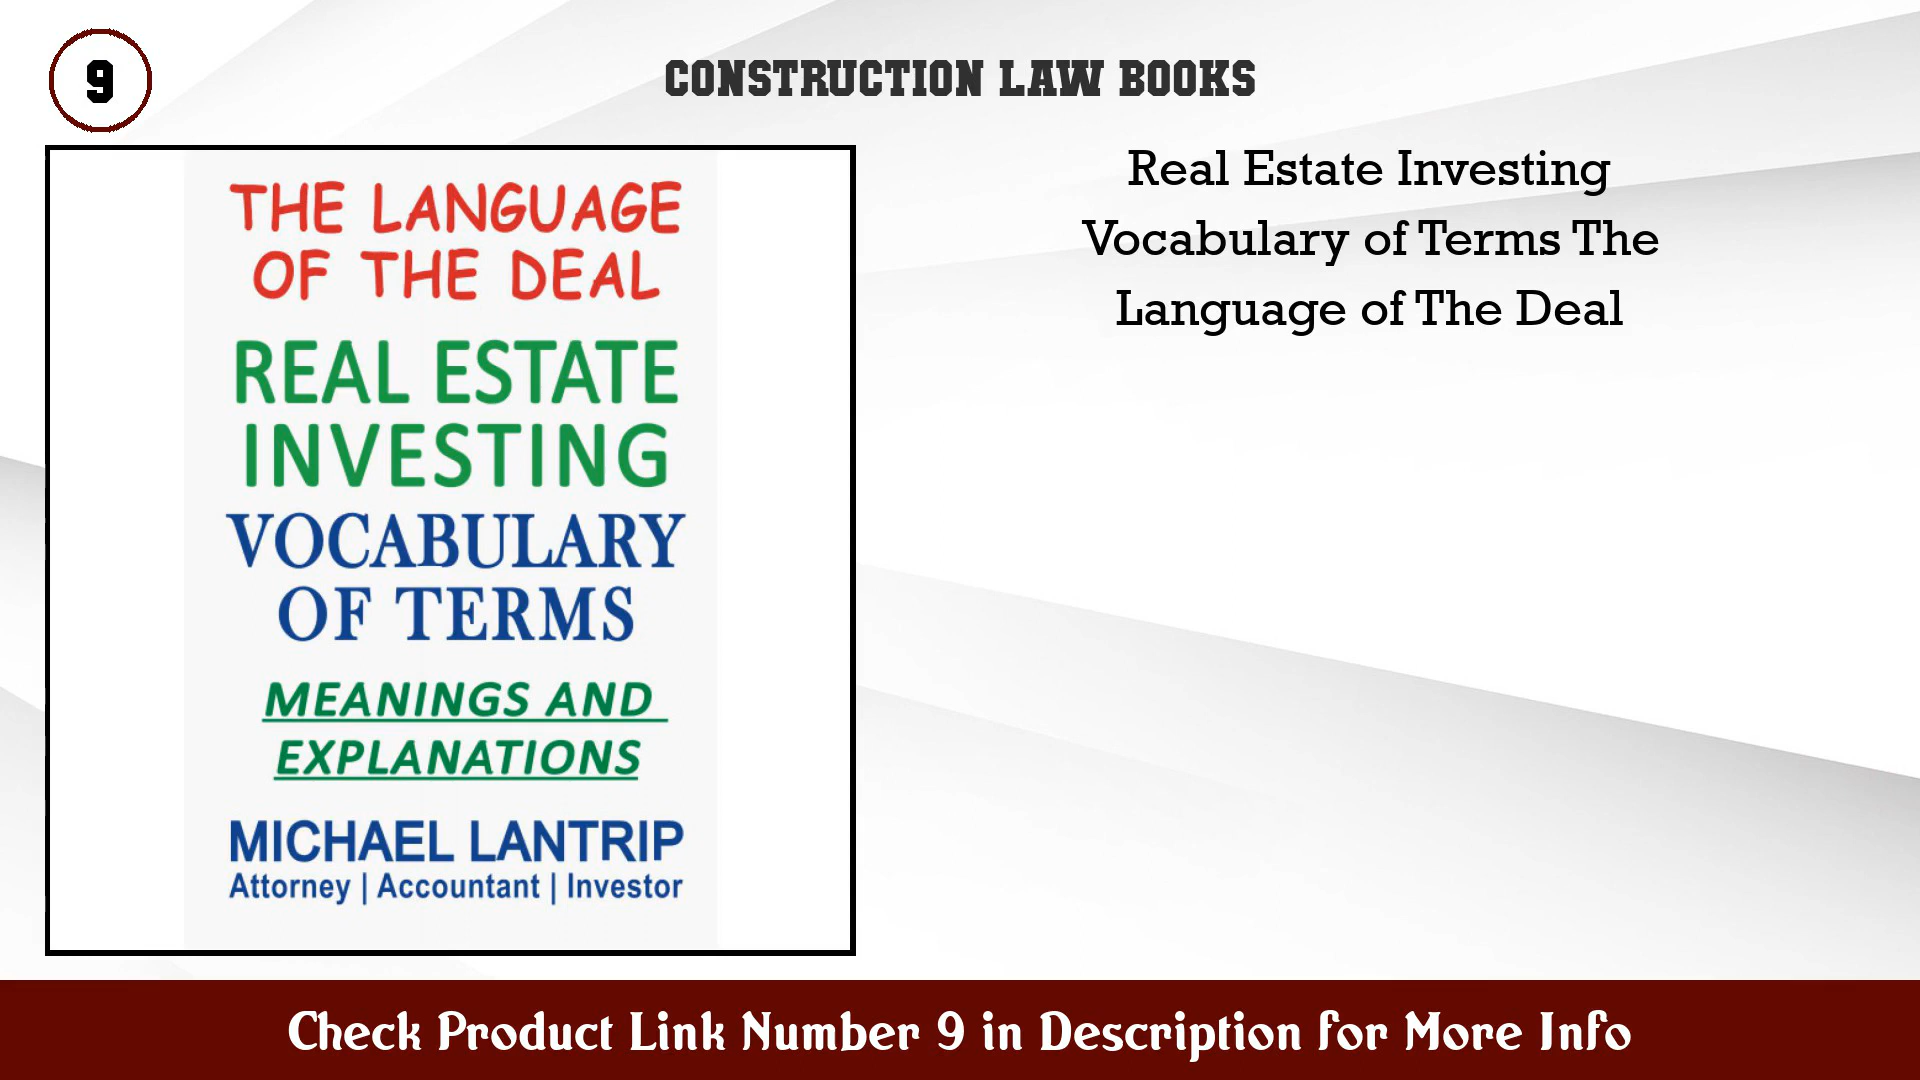 9
CONSTRUCTION LAW BOOKS
THE LANGUAGE
OF THE DEAL
REAL ESTATE
INVESTING
VOCABULARY
OF TERMS
MEANINGS AND
EXPLANATIONS
MICHAEL LANTRIP
Attorney | Accountant | Investor
Real Estate Investing
Vocabulary of Terms The
Language of The Deal
Check Product Link Number 9 in Description for More Info